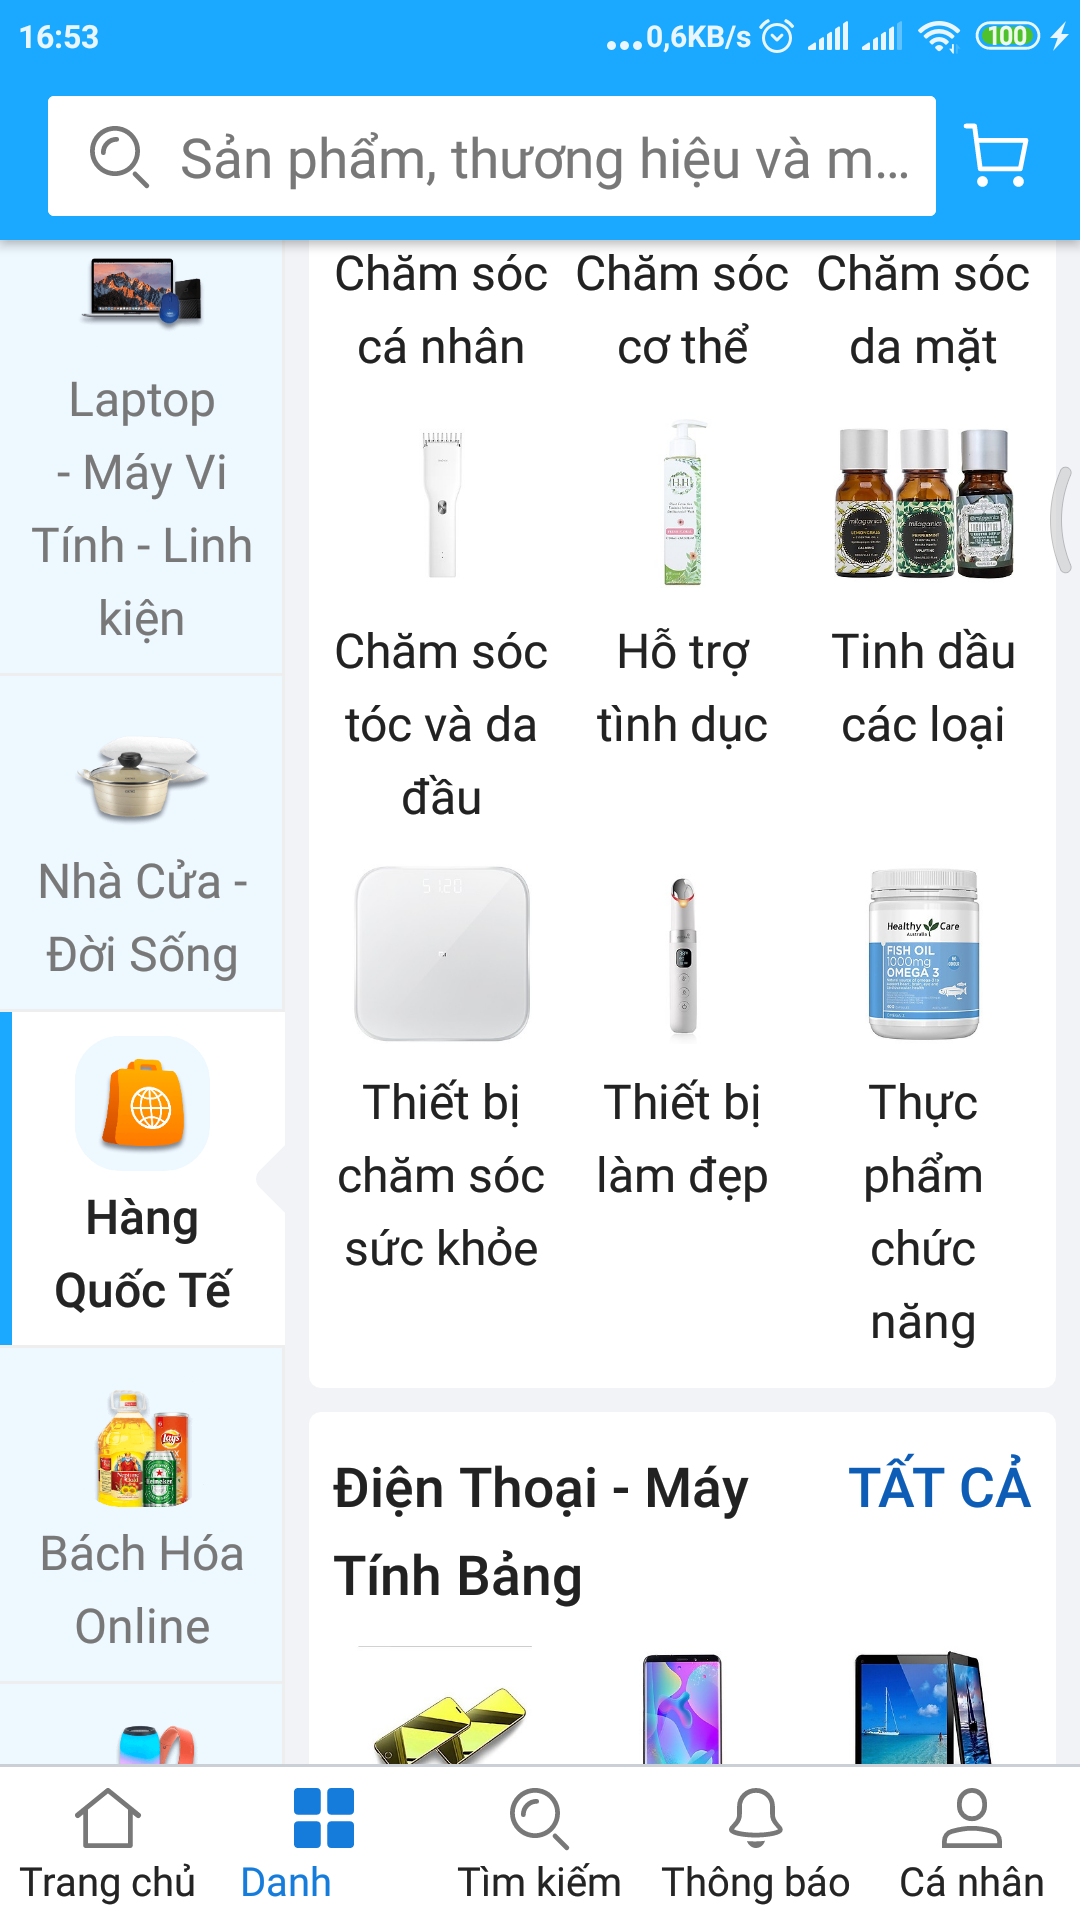 16:53
...0,6KB/s
100
Sản phẩm, thương hiệu và m...
Laptop
- Máy Vi
Tính - Linh
kiện
Nhà Cửa -
Đời Sống
Hàng
Quốc Tế
Bách Hóa
Online
Chăm sóc
cá nhân
Chăm sóc
cơ thể
Chăm sóc
da mặt
Chăm sóc
tóc và da
đầu
Hỗ trợ
tình dục
Tinh dầu
các loại
Thiết bị
chăm sóc
sức khỏe
Thiết bị
làm đẹp
Healthy Care
Australia
FISH OIL
1000mg
OMEGA 3
Thực
phẩm
chức
năng
Điện Thoại - Máy
Tính Bảng
TẤT CẢ
Trang chủ
Danh
Tìm kiếm
Thông báo
Cá nhân